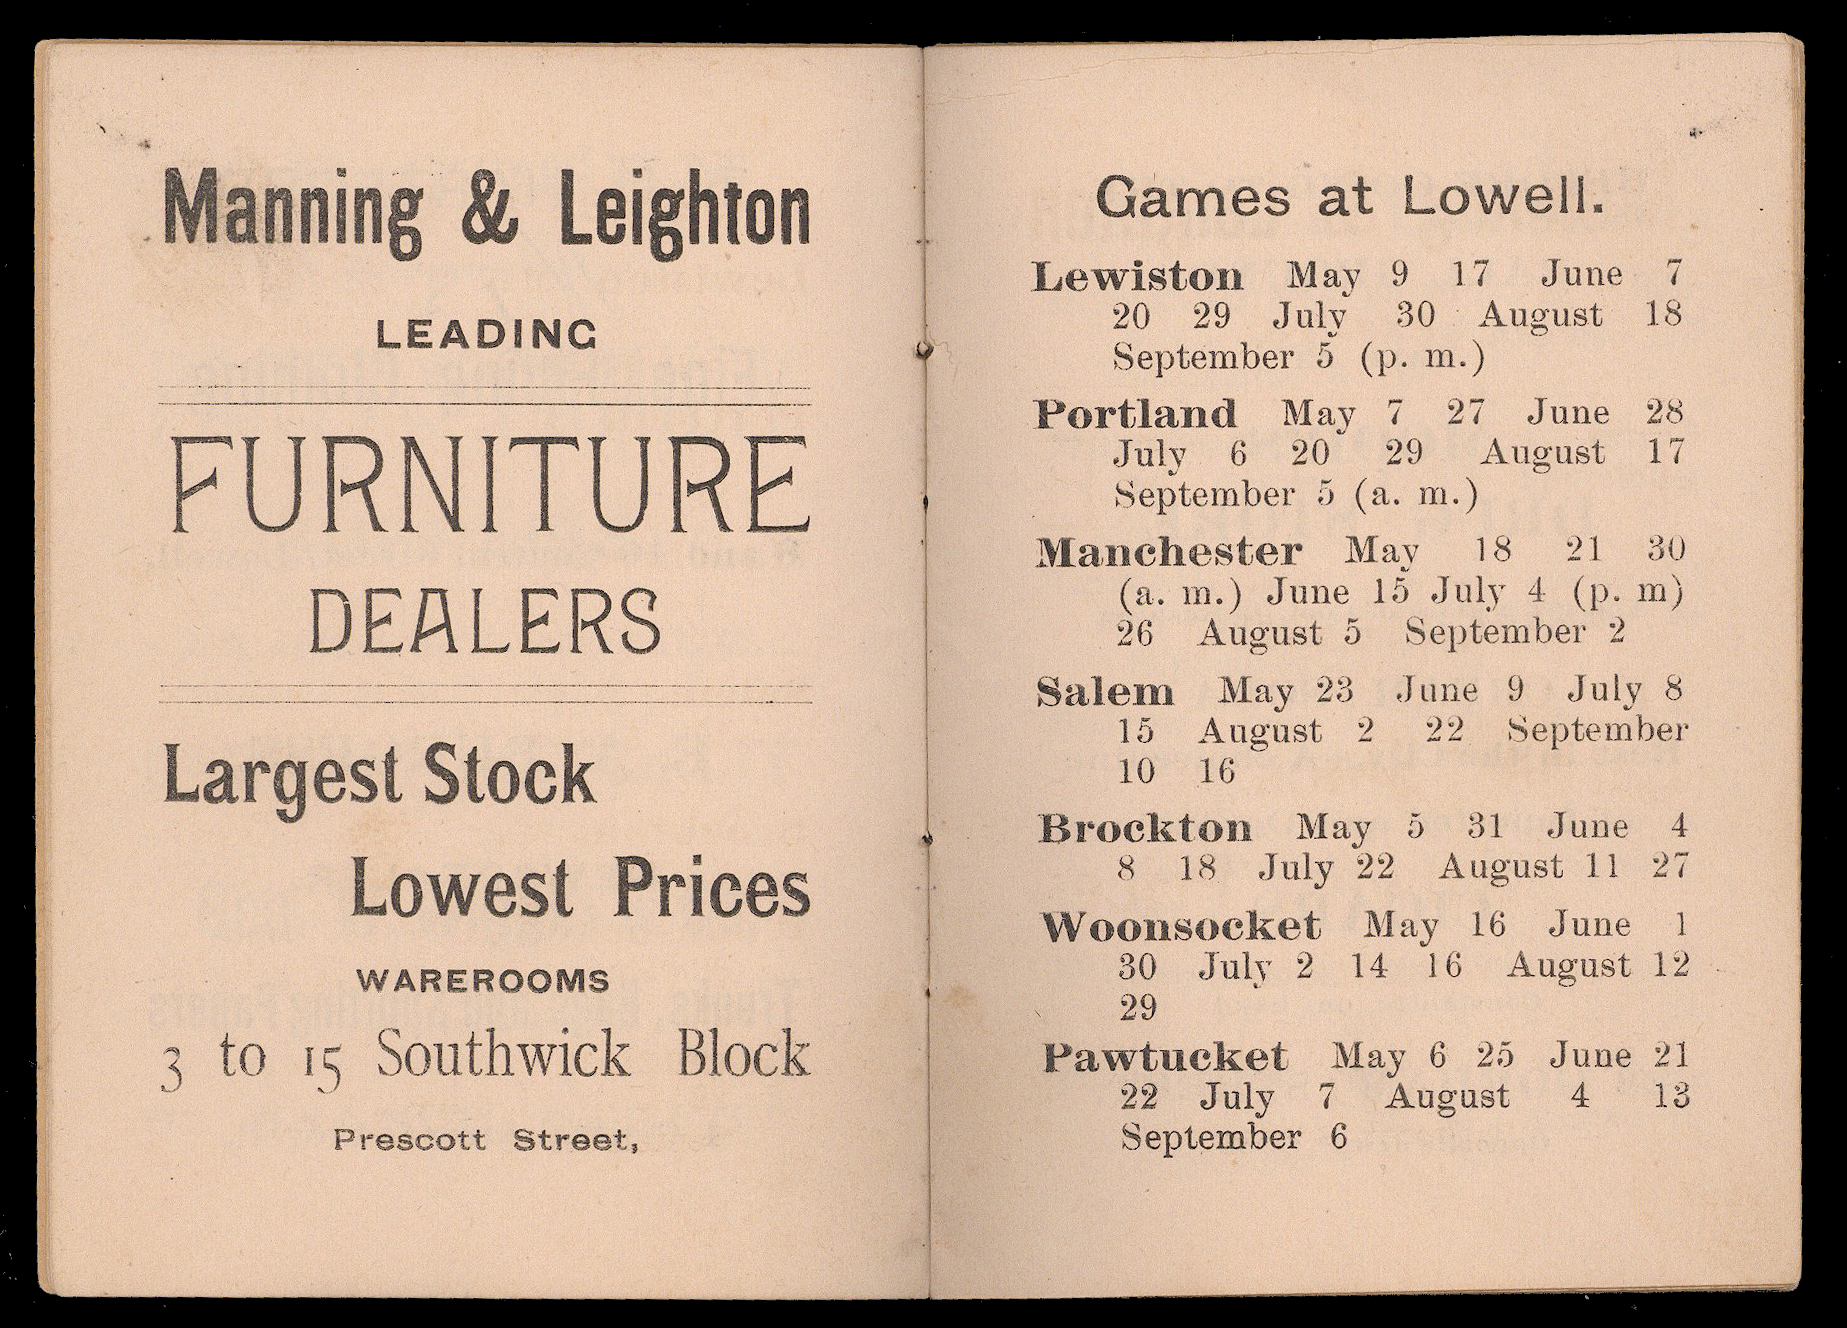 Manning & Leighton
LEADING
FURNITURE
DEALERS
Largest Stock
Lowest Prices
WAREROOMS
3 to 15 Southwick Block
Prescott Street,
Games at Lowell.
Lewiston May 9 17 June 7
20 29 July 30 August 18
September 5 (p. m.)
Portland May 7 27 June 28
July 6 20 29 August 17
September 5 (a. m.)
Manchester May 18 21 30
(a. m.) June 15 July 4 (p. m)
26 August 5 September 2
Salem May 23 June 9 July 8
15 August 2 22 September
10 16
Brockton May 5 31 June 4
8 18 July 22 August 11 27
Woonsocket May 16 June 1
30 July 2 14 16 August 12
29
Pawtucket May 6 25 June 21
22 July 7 August 4 13
September 6